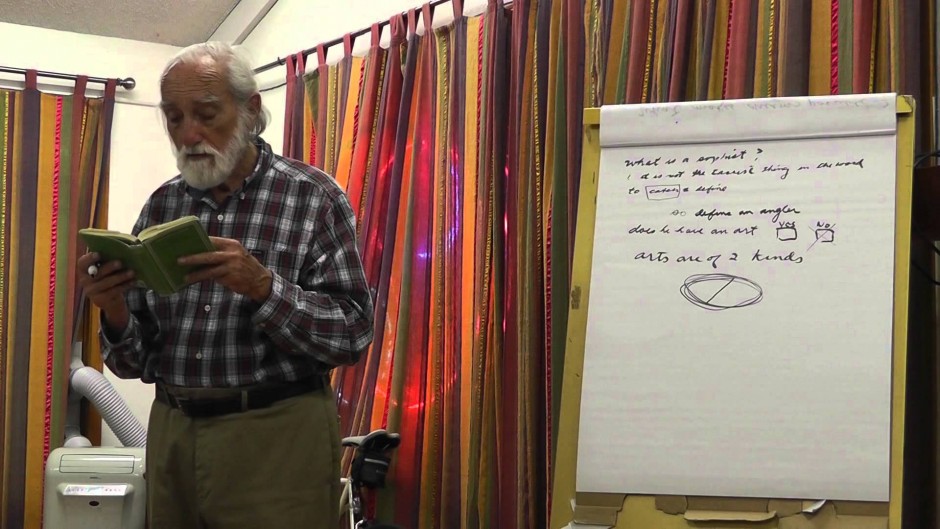 What is a sophist?
( it is not the easiest thing in the world
to catch & define
so define an angler
does he have an art yes no
arts are of 2 kinds